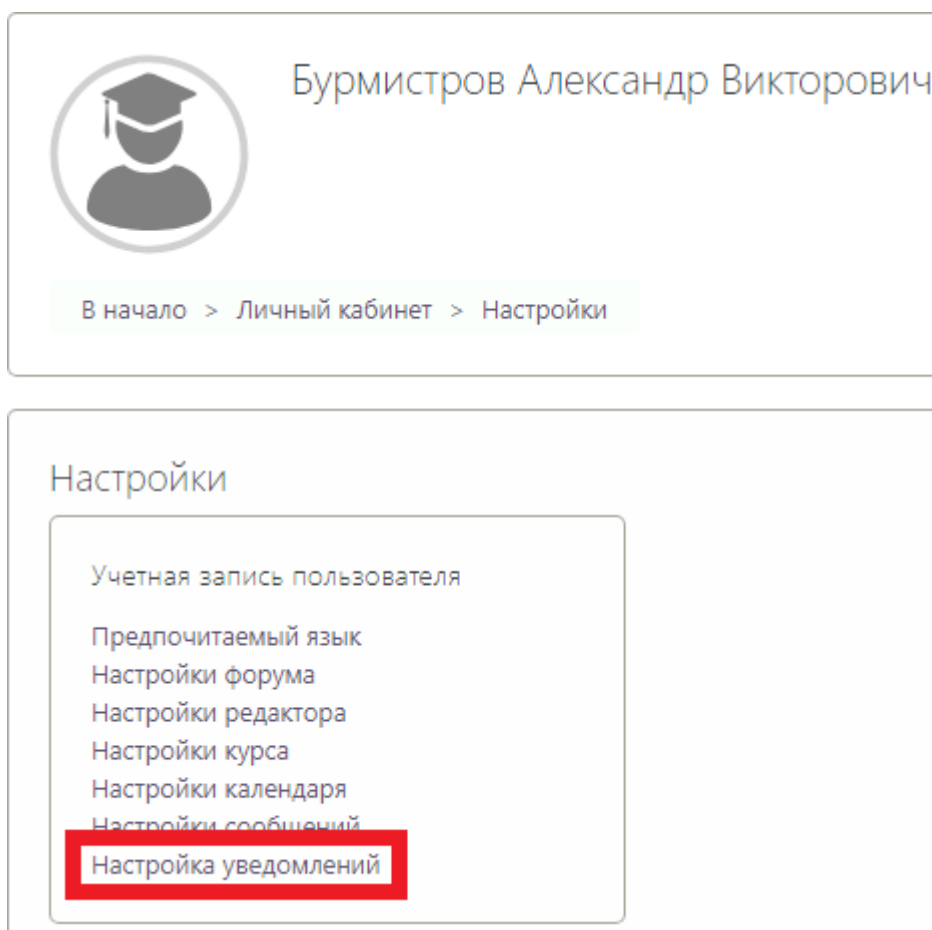 Бурмистров Александр Викторович
В начало > Личный кабинет > Настройки
Настройки
Учетная запись пользователя
Предпочитаемый язык
Настройки форума
Настройки редактора
Настройки курса
Настройки календаря
Настройки сообщений
Настройка уведомлений